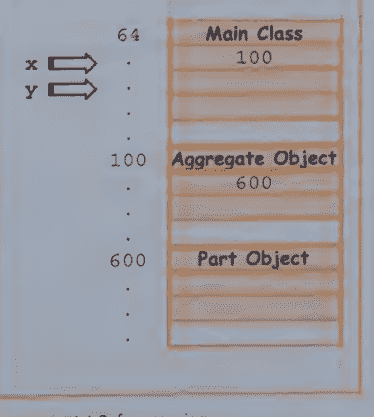 64 Main Class
x . 100
y .
.
.
100 Aggregate Object
. 600
.
.
600 Part Object
.
.
.